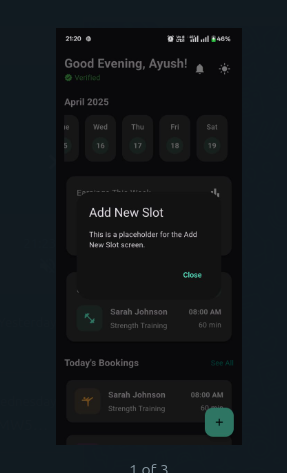 21:20
46%
Good Evening, Ayush!
Verified
April 2025
Wed
Thu
Fri
Sat
5
16
17
18
19
Earnings This Week
Add New Slot
This is a placeholder for the Add
New Slot screen.
Close
Sarah Johnson
08:00 AM
Strength Training
60 min
Today's Bookings
See All
Sarah Johnson
08:00 AM
Strength Training
60 min
+
1 of 3